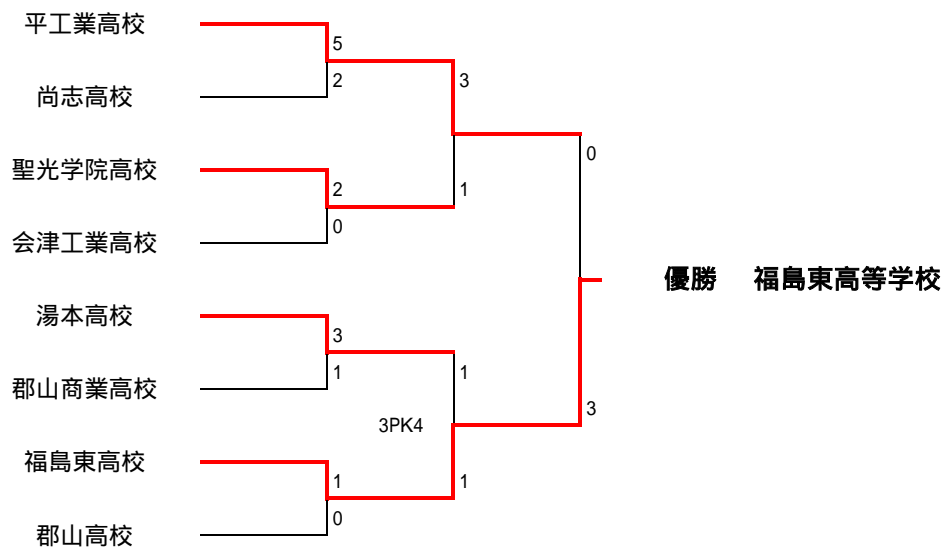 平工業高校
5
2
3
尚志高校
0
聖光学院高校
2
1
0
会津工業高校
優勝 福島東高等学校
湯本高校
3
1
1
郡山商業高校
3PK4
3
福島東高校
1
1
0
郡山高校